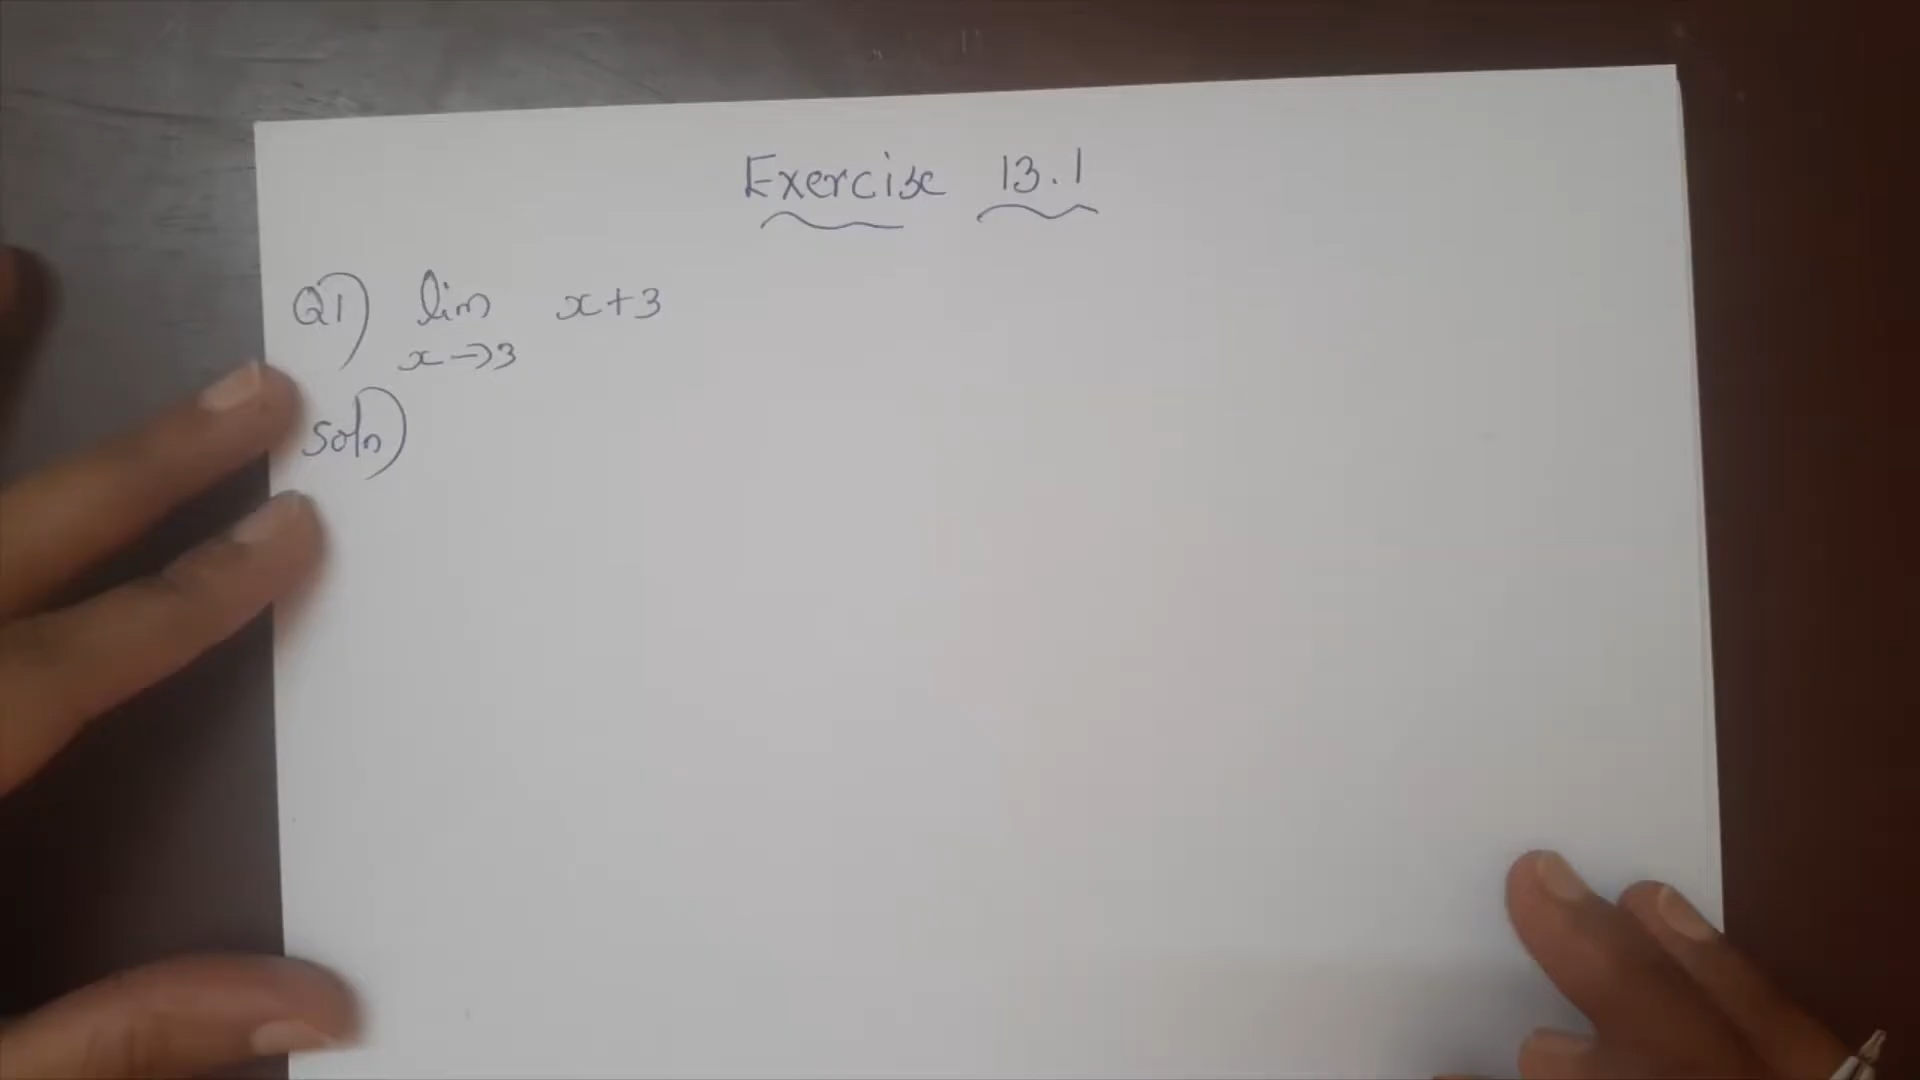 Exercise 13.1
Q1) lim x+3
x→3
Soln)